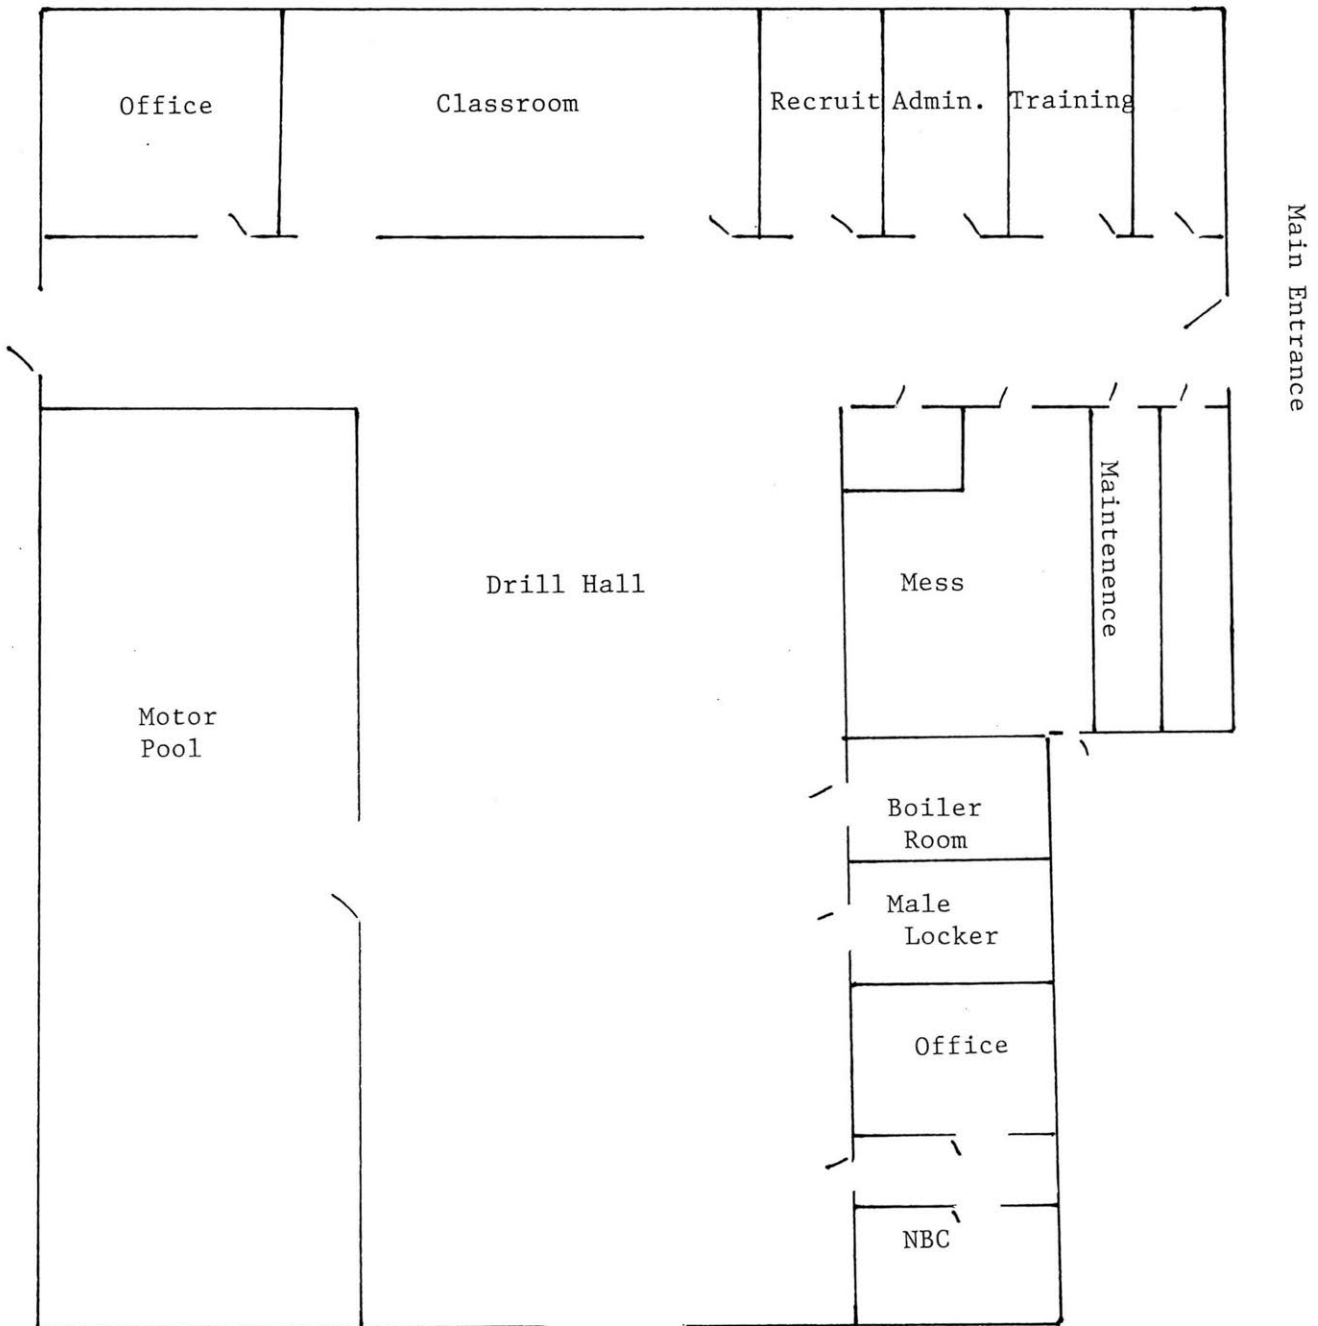 Office
Classroom
Recruit
Admin.
Training
Main Entrance
Maintenence
Drill Hall
Mess
Motor
Pool
Boiler
Room
Male
Locker
Office
NBC